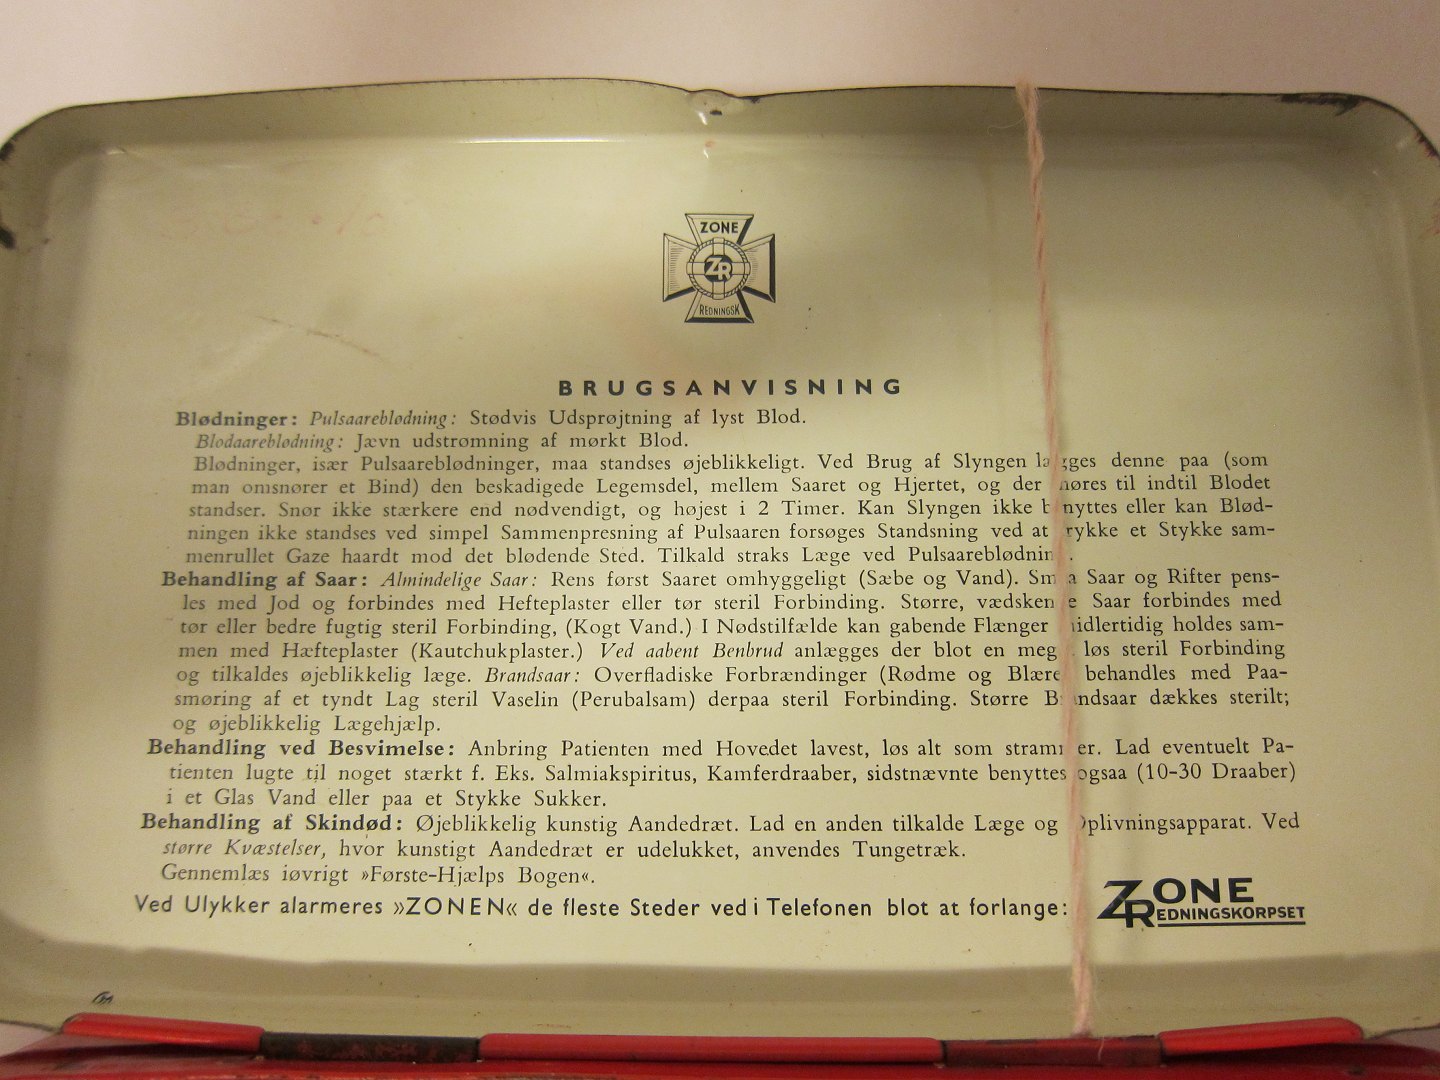 ZONE
ZR
REDNINGSK
BRUGSANVISNING
Blødninger: Pulsaareblødning: Stødvis Udsprøjtning af lyst Blod.
Blodaareblødning: Jævn udstrømning af mørkt Blod.
Blødninger, især Pulsaareblødninger, maa standses øjeblikkeligt. Ved Brug af Slyngen lægges denne paa (som
man omsnører et Bind) den beskadigede Legemsdel, mellem Saaret og Hjertet, og der snøres til indtil Blodet
standser. Snør ikke stærkere end nødvendigt, og højest i 2 Timer. Kan Slyngen ikke benyttes eller kan Blød-
ningen ikke standses ved simpel Sammenpresning af Pulsaaren forsøges Standsning ved at trykke et Stykke sam-
menrullet Gaze haardt mod det blødende Sted. Tilkald straks Læge ved Pulsaareblødning.
Behandling af Saar: Almindelige Saar: Rens først Saaret omhyggeligt (Sæbe og Vand). Smaa Saar og Rifter pens-
les med Jod og forbindes med Hefteplaster eller tør steril Forbinding. Større, vædskende Saar forbindes med
tør eller bedre fugtig steril Forbinding, (Kogt Vand.) I Nødstilfælde kan gabende Flænger midlertidig holdes sam-
men med Hæfteplaster (Kautchukplaster.) Ved aabent Benbrud anlægges der blot en meget løs steril Forbinding
og tilkaldes øjeblikkelig læge. Brandsaar: Overfladiske Forbrændinger (Rødme og Blærer) behandles med Paa-
smøring af et tyndt Lag steril Vaselin (Perubalsam) derpaa steril Forbinding. Større Brandsaar dækkes sterilt;
og øjeblikkelig Lægehjælp.
Behandling ved Besvimelse: Anbring Patienten med Hovedet lavest, løs alt som strammer. Lad eventuelt Pa-
tienten lugte til noget stærkt f. Eks. Salmiakspiritus, Kamferdraaber, sidstnævnte benyttes ogsaa (10-30 Draaber)
i et Glas Vand eller paa et Stykke Sukker.
Behandling af Skindød: Øjeblikkelig kunstig Aandedræt. Lad en anden tilkalde Læge og Oplivningsapparat. Ved
større Kvæstelser, hvor kunstigt Aandedræt er udelukket, anvendes Tungetræk.
Gennemlæs iøvrigt »Første-Hjælps Bogen«.
Ved Ulykker alarmeres »ZONEN« de fleste Steder ved i Telefonen blot at forlange: ZONE
REDNINGSKORPSET